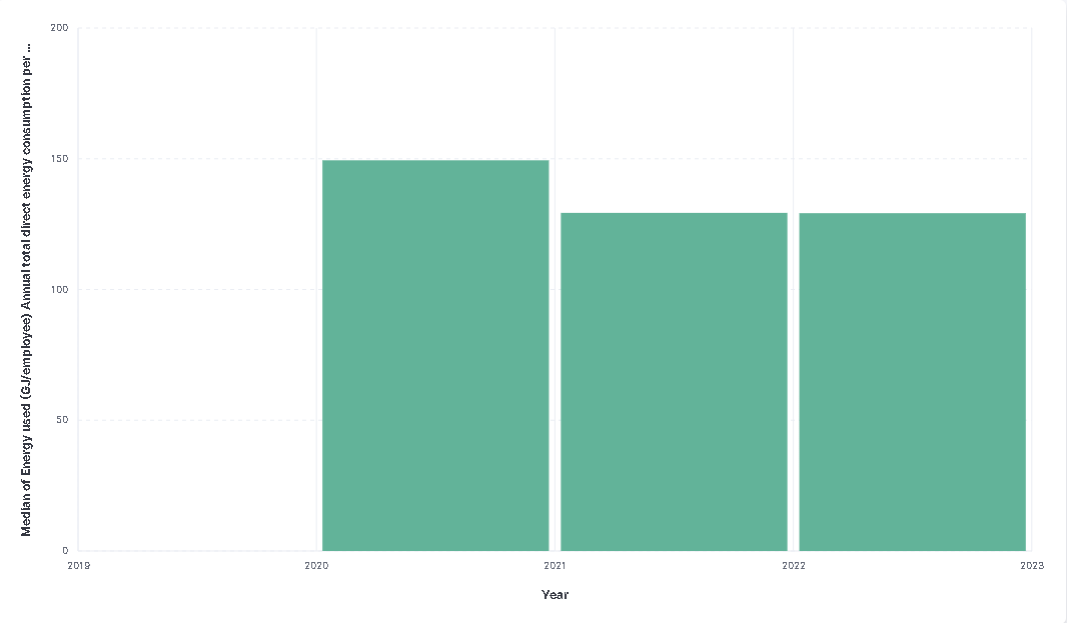 Median of Energy used (GJ/employee) Annual total direct energy consumption per ...
200
150
100
50
0
2019 2020 2021 2022 2023
Year